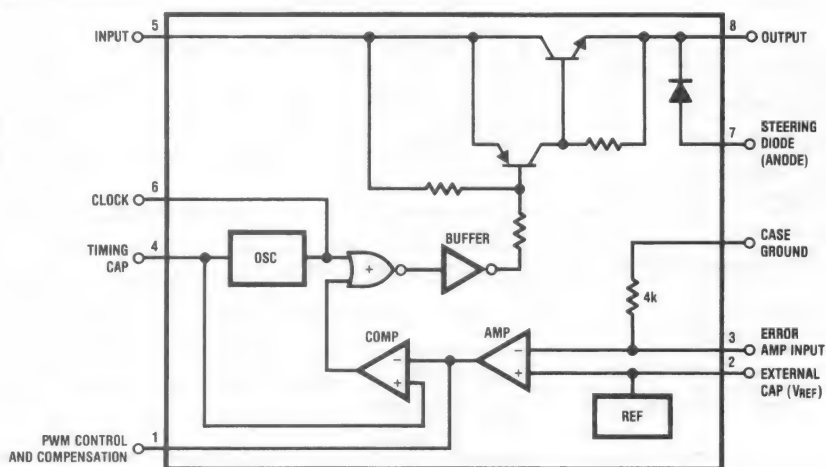 INPUT
5
8
OUTPUT
7
STEERING
DIODE
(ANODE)
6
CLOCK
4
TIMING
CAP
OSC
+
BUFFER
CASE
GROUND
4k
COMP
AMP
−
+
−
+
3
ERROR
AMP INPUT
2
EXTERNAL
CAP (VREF)
REF
1
PWM CONTROL
AND COMPENSATION